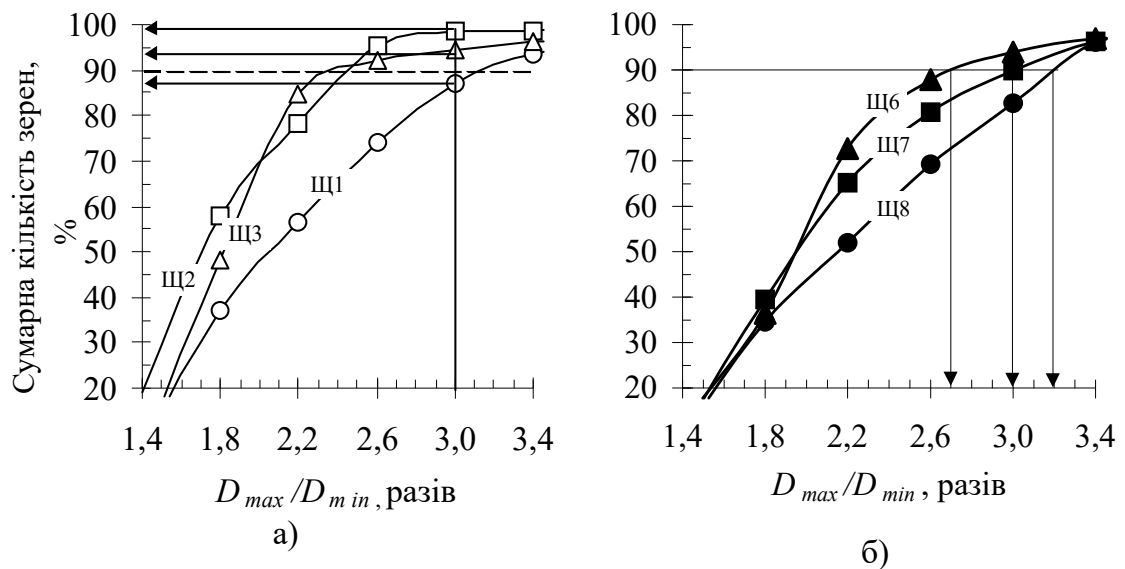 Сумарна кількість зерен,
%
100
90
80
70
60
50
40
30
20
Щ2
Щ3
Щ1
1,4 1,8 2,2 2,6 3,0 3,4
D max /D m in , разів
а)
100
90
80
70
60
50
40
30
20
Щ6
Щ7
Щ8
1,4 1,8 2,2 2,6 3,0 3,4
D max /D min , разів
б)